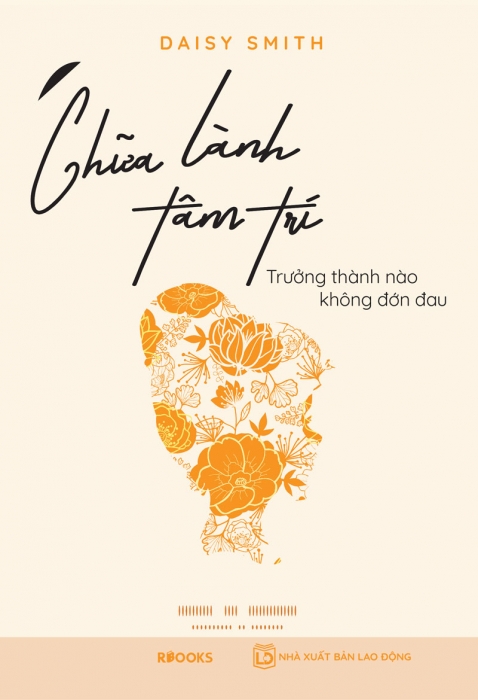 DAISY SMITH
Chữa lành
tâm trí
Trưởng thành nào
không đớn đau
RBOOKS
NHÀ XUẤT BẢN LAO ĐỘNG